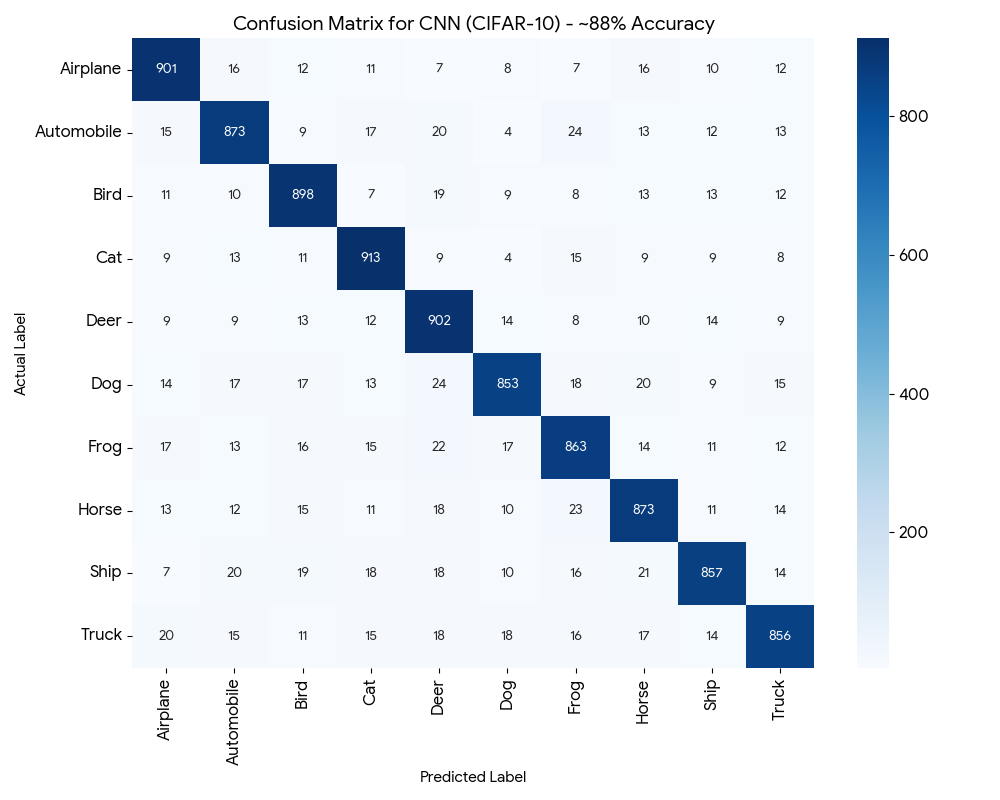 Confusion Matrix for CNN (CIFAR-10) - ~88% Accuracy
Airplane 901 16 12 11 7 8 7 16 10 12
Automobile 15 873 9 17 20 4 24 13 12 13
Bird 11 10 898 7 19 9 8 13 13 12
Cat 9 13 11 913 9 4 15 9 9 8
Deer 9 9 13 12 902 14 8 10 14 9
Dog 14 17 17 13 24 853 18 20 9 15
Frog 17 13 16 15 22 17 863 14 11 12
Horse 13 12 15 11 18 10 23 873 11 14
Ship 7 20 19 18 18 10 16 21 857 14
Truck 20 15 11 15 18 18 16 17 14 856
Actual Label
Airplane Automobile Bird Cat Deer Dog Frog Horse Ship Truck
Predicted Label
800
600
400
200